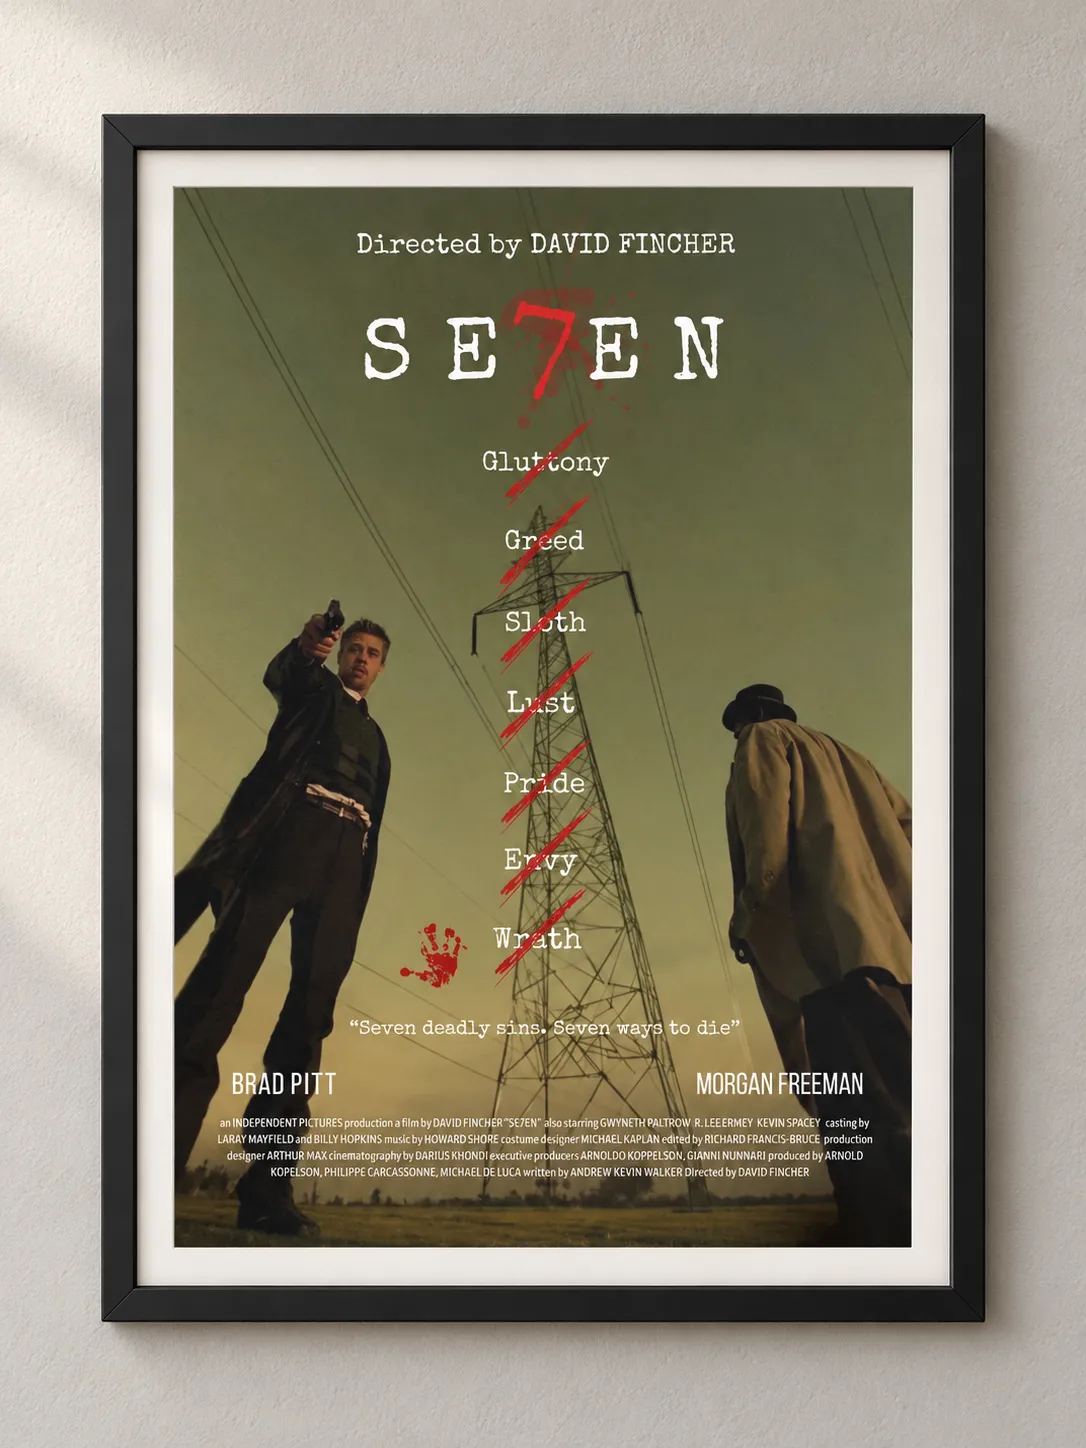 Directed by DAVID FINCHER
SE7EN
Gluttony
Greed
Sloth
Lust
Pride
Envy
Wrath
“Seven deadly sins. Seven ways to die”
BRAD PITT
MORGAN FREEMAN
an INDEPENDENT PICTURES production a film by DAVID FINCHER "SE7EN" also starring GWYNETH PALTROW R.LEE ERMEY KEVIN SPACEY casting by
LARAY MAYFIELD and BILLY HOPKINS music by HOWARD SHORE costume designer MICHAEL KAPLAN edited by RICHARD FRANCIS-BRUCE production
designer ARTHUR MAX cinematography by DARIUS KHONDJI executive producers ARNOLDO KOPPELSON, GIANNI NUNNARI produced by ARNOLD
KOPELSON, PHILIPPE CARCASSONNE, MICHAEL DE LUCA written by ANDREW KEVIN WALKER Directed by DAVID FINCHER